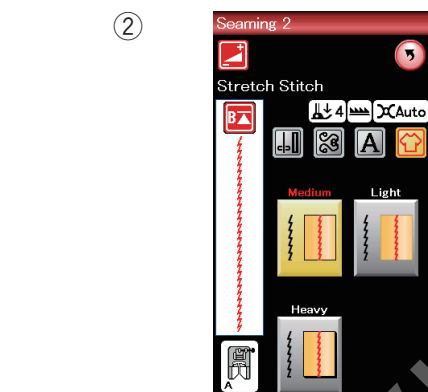 ②
Seaming 2
Stretch Stitch
4 Auto
B A
Medium Light
Heavy
A